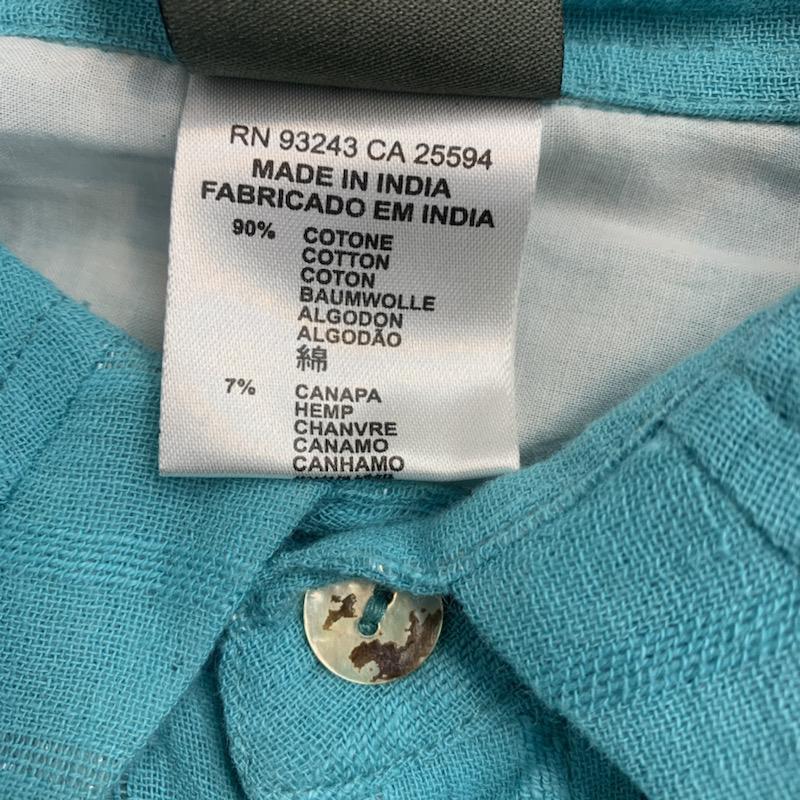 RN 93243 CA 25594
MADE IN INDIA
FABRICADO EM INDIA
90% COTONE
COTTON
COTON
BAUMWOLLE
ALGODON
ALGODÃO
綿
7% CANAPA
HEMP
CHANVRE
CANAMO
CANHAMO